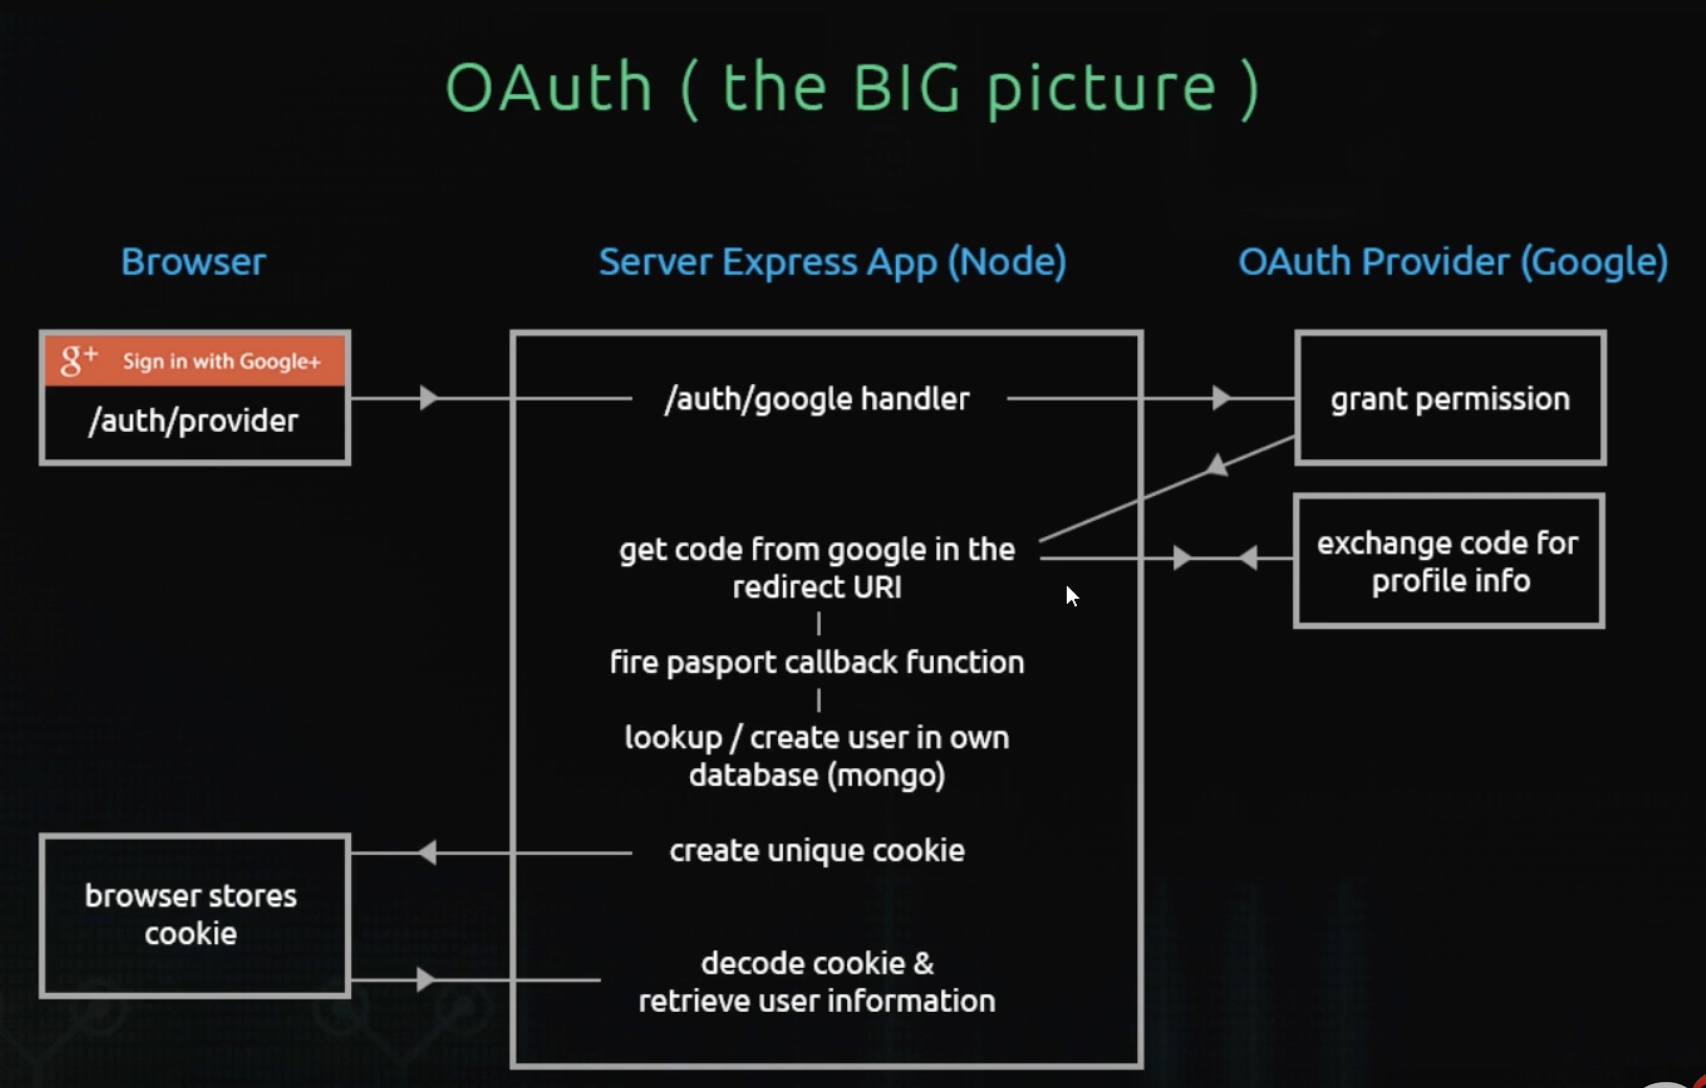 OAuth ( the BIG picture )
Browser
Server Express App (Node)
OAuth Provider (Google)
g+ Sign in with Google+
/auth/provider
/auth/google handler
grant permission
get code from google in the
redirect URI
exchange code for
profile info
fire pasport callback function
lookup / create user in own
database (mongo)
create unique cookie
browser stores
cookie
decode cookie &
retrieve user information